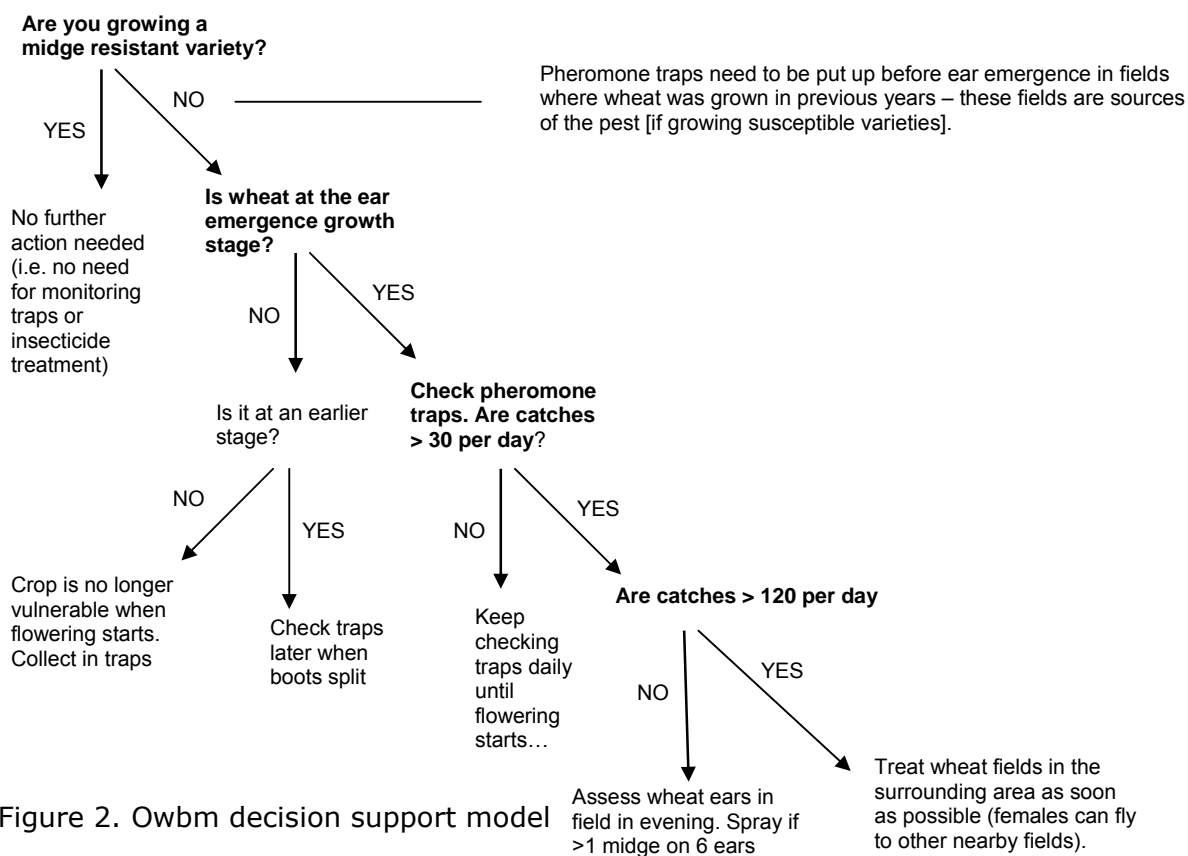 Are you growing a
midge resistant variety?
Pheromone traps need to be put up before ear emergence in fields
where wheat was grown in previous years – these fields are sources
of the pest [if growing susceptible varieties].
NO
YES
Is wheat at the ear
emergence growth
stage?
No further
action needed
(i.e. no need
for monitoring
traps or
insecticide
treatment)
YES
NO
Check pheromone
traps. Are catches
> 30 per day?
Is it at an earlier
stage?
NO
YES
NO
YES
Crop is no longer
vulnerable when
flowering starts.
Collect in traps
Check traps
later when
boots split
Keep
checking
traps daily
until
flowering
starts…
Are catches > 120 per day
NO
YES
Treat wheat fields in the
surrounding area as soon
as possible (females can fly
to other nearby fields).
Assess wheat ears in
field in evening. Spray if
>1 midge on 6 ears
Figure 2. Owbm decision support model